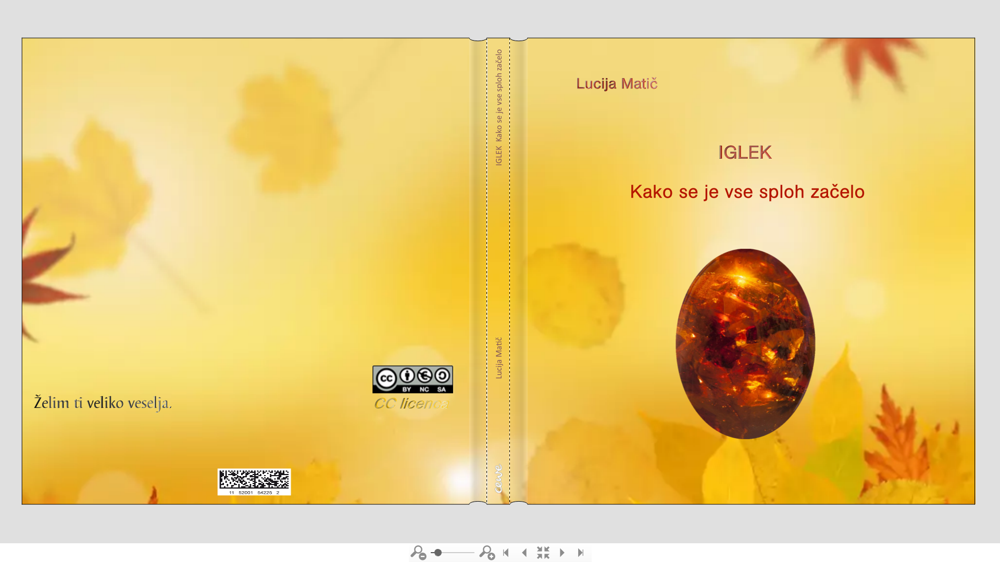 Želim ti veliko veselja.
CC BY NC SA
CC licenca
11 52001 54225 2
IGLEK Kako se je vse sploh začelo
Lucija Matič
cewe
Lucija Matič
IGLEK
Kako se je vse sploh začelo